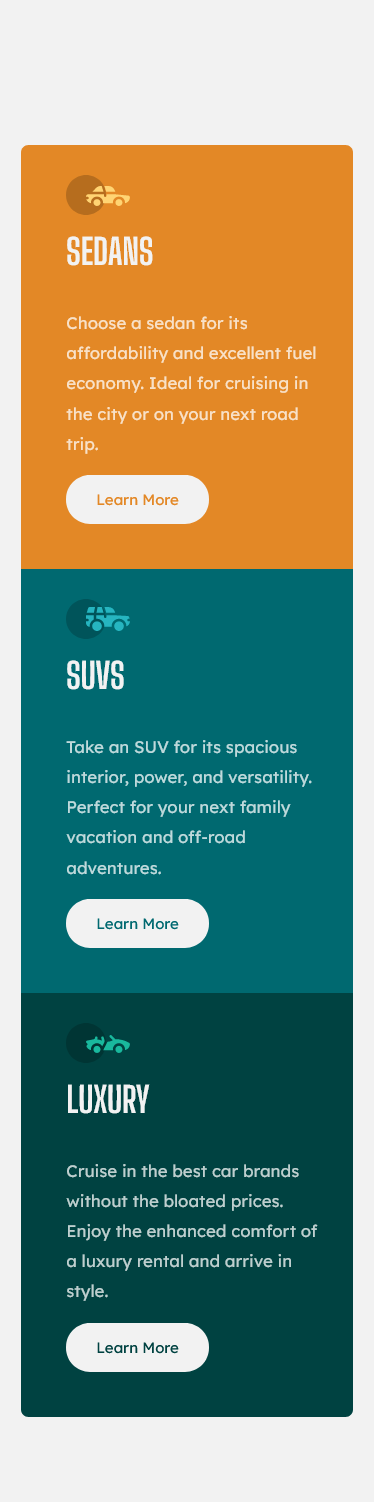 SEDANS
Choose a sedan for its
affordability and excellent fuel
economy. Ideal for cruising in
the city or on your next road
trip.
Learn More
SUVS
Take an SUV for its spacious
interior, power, and versatility.
Perfect for your next family
vacation and off-road
adventures.
Learn More
LUXURY
Cruise in the best car brands
without the bloated prices.
Enjoy the enhanced comfort of
a luxury rental and arrive in
style.
Learn More